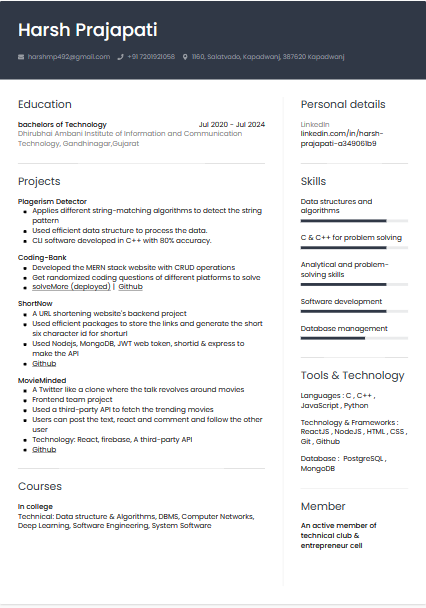 Harsh Prajapati
harshmp492@gmail.com +91 7201921058 1160, Salatvada, Kapadwanj, 387620 Kapadwanj
Education
bachelors of Technology Jul 2020 - Jul 2024
Dhirubhai Ambani Institute of Information and Communication
Technology, Gandhinagar,Gujarat
Projects
Plagerism Detector
Applies different string-matching algorithms to detect the string
pattern
Used efficient data structure to process the data.
CLI software developed in C++ with 80% accuracy.
Coding-Bank
Developed the MERN stack website with CRUD operations
Get randomized coding questions of different platforms to solve
solveMore (deployed) | Github
ShortNow
A URL shortening website's backend project
Used efficient packages to store the links and generate the short
six character id for shorturl
Used Nodejs, MongoDB, JWT web token, shortid & express to
make the API
Github
MovieMinded
A Twitter like a clone where the talk revolves around movies
Frontend team project
Used a third-party API to fetch the trending movies
Users can post the text, react and comment and follow the other
user
Technology: React, firebase, A third-party API
Github
Courses
In college
Technical: Data structure & Algorithms, DBMS, Computer Networks,
Deep Learning, Software Engineering, System Software
Personal details
LinkedIn
linkedin.com/in/harsh-
prajapati-a349061b9
Skills
Data structures and
algorithms
C & C++ for problem solving
Analytical and problem-
solving skills
Software development
Database management
Tools & Technology
Languages : C , C++ ,
JavaScript , Python
Technology & Frameworks :
ReactJS , NodeJS , HTML , CSS ,
Git , Github
Database : PostgreSQL ,
MongoDB
Member
An active member of
technical club &
entrepreneur cell